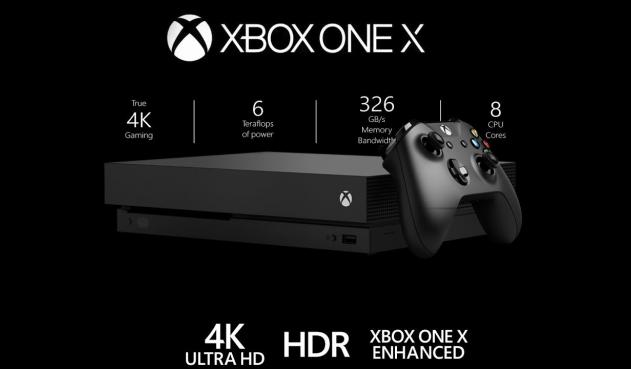 XBOX ONE X
True
4K
Gaming
6
Teraflops
of power
326
GB/s
Memory
Bandwidth
8
CPU
Cores
4K
ULTRA HD
HDR
XBOX ONE X
ENHANCED